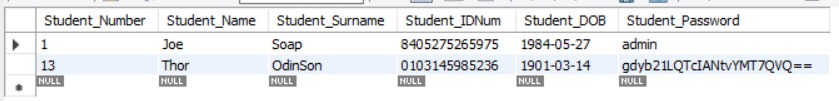 Student_Number Student_Name Student_Surname Student_IDNum Student_DOB Student_Password
1 Joe Soap 8405275265975 1984-05-27 admin
13 Thor OdinSon 0103145985236 1901-03-14 gdyb21LQTcIANtvYMT7QVQ==
NULL NULL NULL NULL NULL NULL